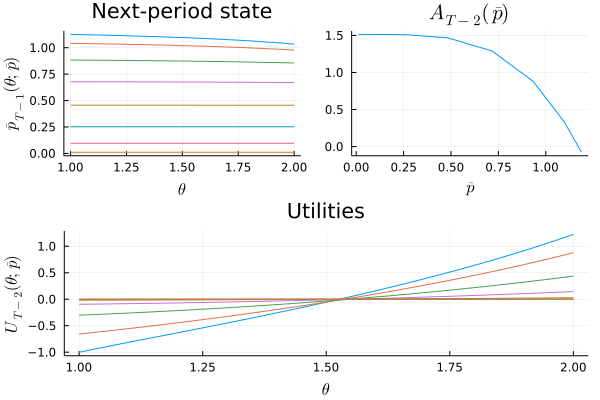 Next-period state
A_{T-2}(p̄)
p̄_{T-1}(θ; p̄)
1.00
0.75
0.50
0.25
0.00
1.00 1.25 1.50 1.75 2.00
θ
1.5
1.0
0.5
0.0
0.00 0.25 0.50 0.75 1.00
p̄
Utilities
U_{T-2}(θ; p̄)
1.0
0.5
0.0
−0.5
−1.0
1.00 1.25 1.50 1.75 2.00
θ